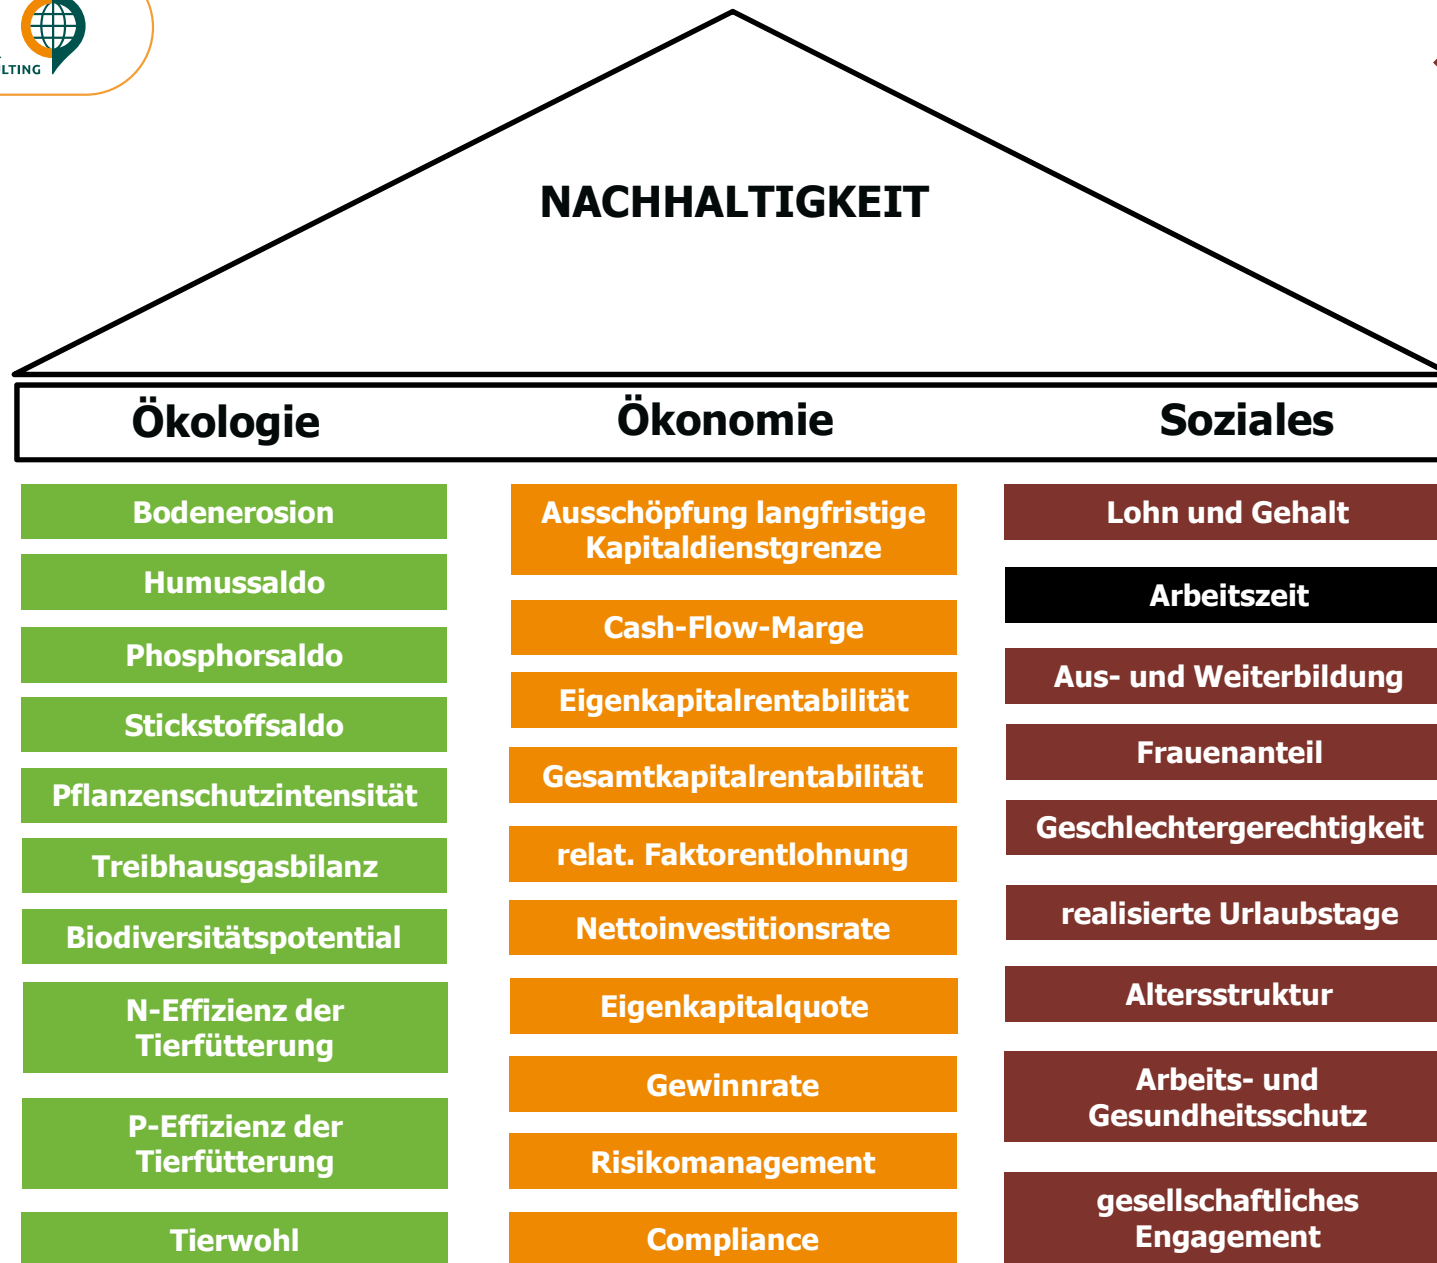 LTING
NACHHALTIGKEIT
Ökologie
Ökonomie
Soziales
Bodenerosion
Humussaldo
Phosphorsaldo
Stickstoffsaldo
Pflanzenschutzintensität
Treibhausgasbilanz
Biodiversitätspotential
N-Effizienz der
Tierfütterung
P-Effizienz der
Tierfütterung
Tierwohl
Ausschöpfung langfristige
Kapitaldienstgrenze
Cash-Flow-Marge
Eigenkapitalrentabilität
Gesamtkapitalrentabilität
relat. Faktorentlohnung
Nettoinvestitionsrate
Eigenkapitalquote
Gewinnrate
Risikomanagement
Compliance
Lohn und Gehalt
Arbeitszeit
Aus- und Weiterbildung
Frauenanteil
Geschlechtergerechtigkeit
realisierte Urlaubstage
Altersstruktur
Arbeits- und
Gesundheitsschutz
gesellschaftliches
Engagement